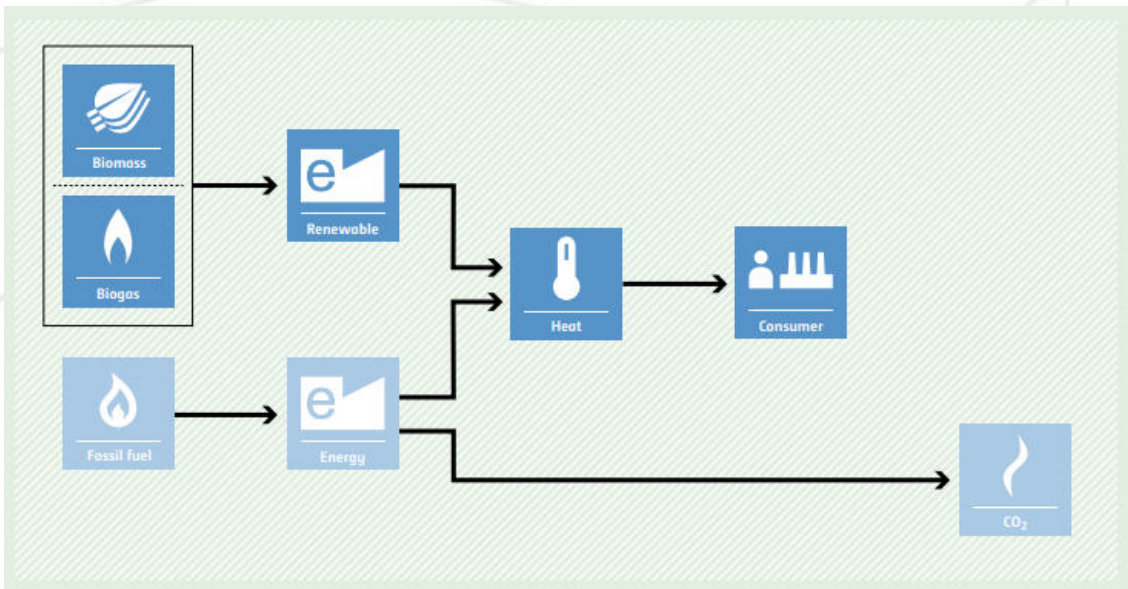 Biomass
Biogas
e
Renewable
Heat
Consumer
Fossil fuel
e
Energy
CO₂